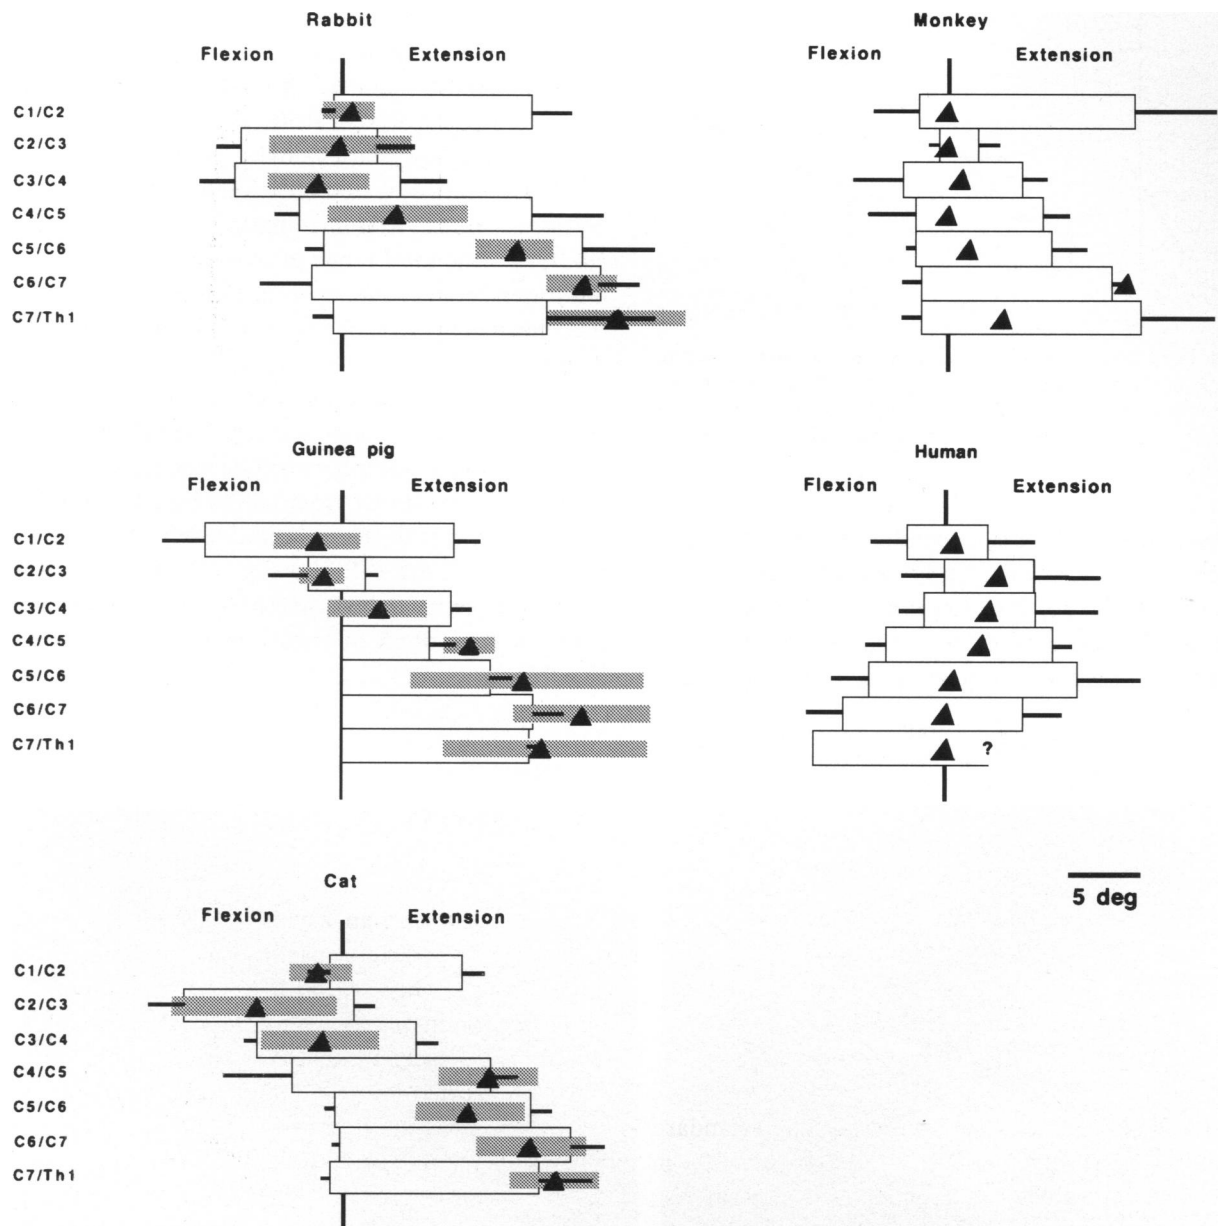 Rabbit
Flexion Extension
C1/C2
C2/C3
C3/C4
C4/C5
C5/C6
C6/C7
C7/Th1
Monkey
Flexion Extension
Guinea pig
Flexion Extension
C1/C2
C2/C3
C3/C4
C4/C5
C5/C6
C6/C7
C7/Th1
Human
Flexion Extension
?
5 deg
Cat
Flexion Extension
C1/C2
C2/C3
C3/C4
C4/C5
C5/C6
C6/C7
C7/Th1